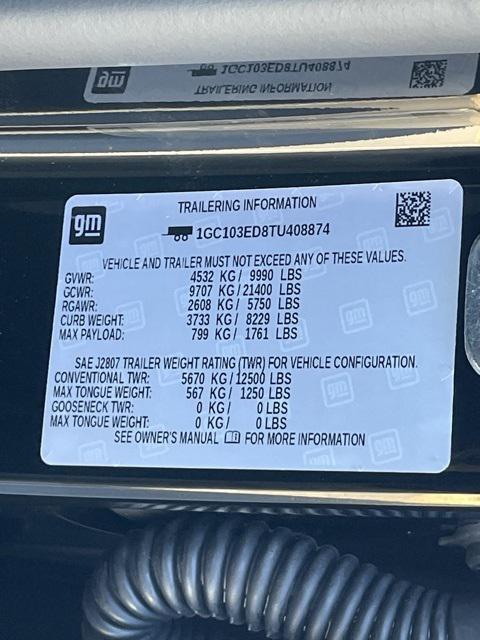 gm
1GC103ED8TU408874
TRAILERING INFORMATION
gm
TRAILERING INFORMATION
1GC103ED8TU408874
VEHICLE AND TRAILER MUST NOT EXCEED ANY OF THESE VALUES.
GVWR: 4532 KG / 9990 LBS
GCWR: 9707 KG / 21400 LBS
RGAWR: 2608 KG / 5750 LBS
CURB WEIGHT: 3733 KG / 8229 LBS
MAX PAYLOAD: 799 KG / 1761 LBS
SAE J2807 TRAILER WEIGHT RATING (TWR) FOR VEHICLE CONFIGURATION.
CONVENTIONAL TWR: 5670 KG / 12500 LBS
MAX TONGUE WEIGHT: 567 KG / 1250 LBS
GOOSENECK TWR: 0 KG / 0 LBS
MAX TONGUE WEIGHT: 0 KG / 0 LBS
SEE OWNER'S MANUAL FOR MORE INFORMATION